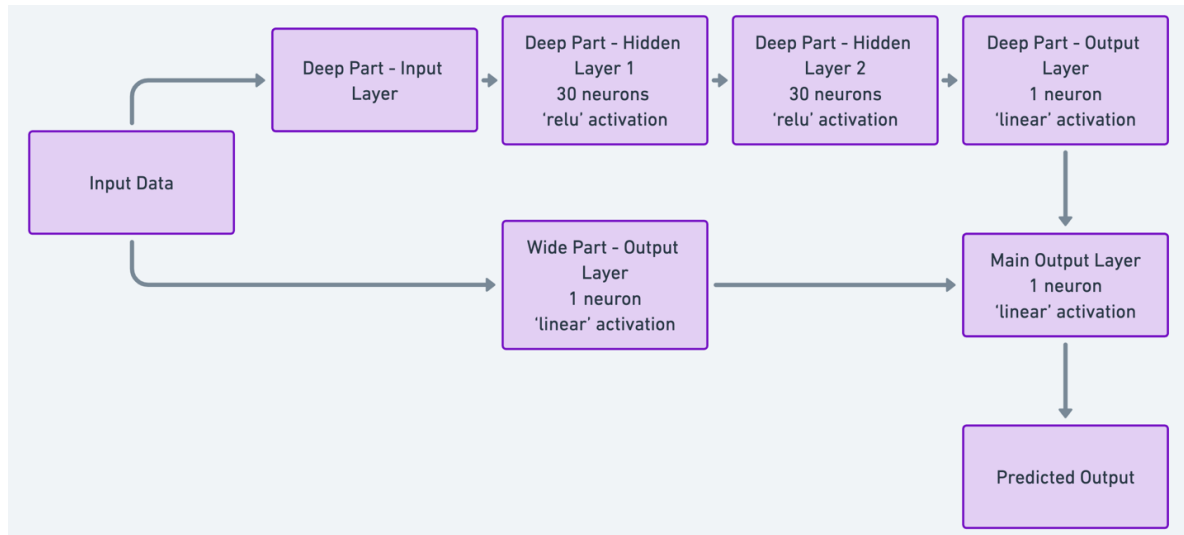 Input Data
Deep Part - Input
Layer
Deep Part - Hidden
Layer 1
30 neurons
‘relu’ activation
Deep Part - Hidden
Layer 2
30 neurons
‘relu’ activation
Deep Part - Output
Layer
1 neuron
‘linear’ activation
Wide Part - Output
Layer
1 neuron
‘linear’ activation
Main Output Layer
1 neuron
‘linear’ activation
Predicted Output